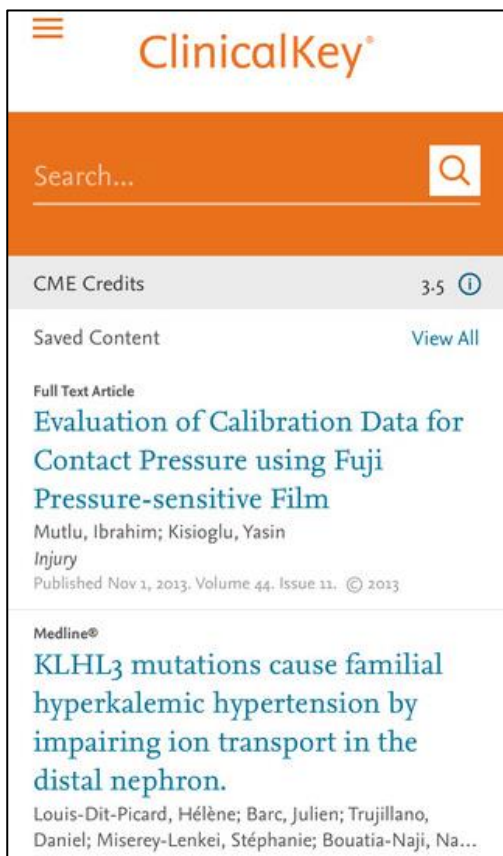 ClinicalKey®
Search...
CME Credits 3.5
Saved Content View All
Full Text Article
Evaluation of Calibration Data for
Contact Pressure using Fuji
Pressure-sensitive Film
Mutlu, Ibrahim; Kisioglu, Yasin
Injury
Published Nov 1, 2013. Volume 44. Issue 11. © 2013
Medline®
KLHL3 mutations cause familial
hyperkalemic hypertension by
impairing ion transport in the
distal nephron.
Louis-Dit-Picard, Hélène; Barc, Julien; Trujillano,
Daniel; Miserey-Lenkei, Stéphanie; Bouatia-Naji, Na...